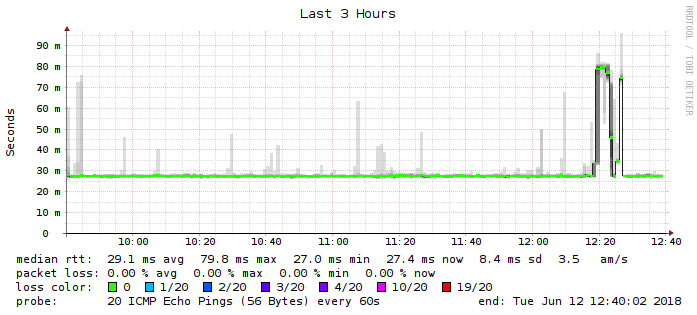 Last 3 Hours
RRDTOOL / TOBI OETIKER
Seconds
90 m
80 m
70 m
60 m
50 m
40 m
30 m
20 m
10 m
0
10:00 10:20 10:40 11:00 11:20 11:40 12:00 12:20 12:40
median rtt: 29.1 ms avg 79.8 ms max 27.0 ms min 27.4 ms now 8.4 ms sd 3.5 am/s
packet loss: 0.00 % avg 0.00 % max 0.00 % min 0.00 % now
loss color: 0 1/20 2/20 3/20 4/20 10/20 19/20
probe: 20 ICMP Echo Pings (56 Bytes) every 60s end: Tue Jun 12 12:40:02 2018